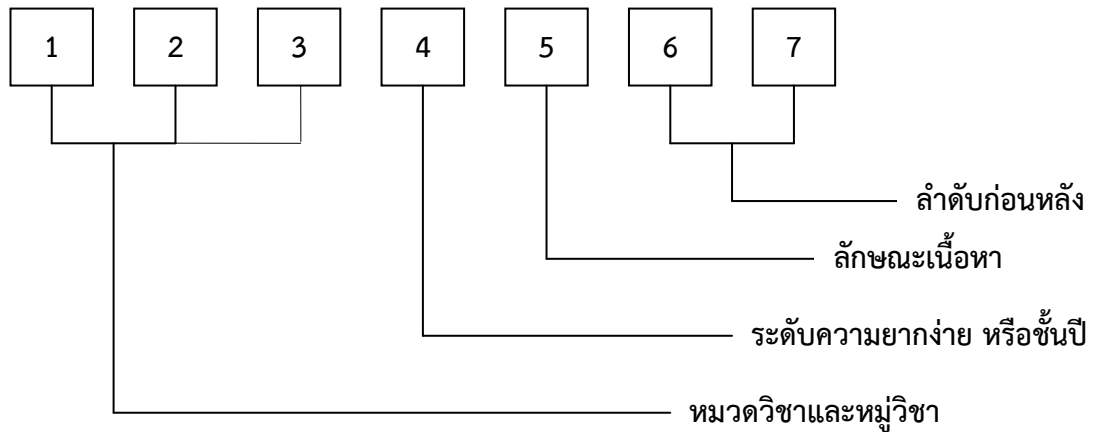 1 2 3 4 5 6 7
ลำดับก่อนหลัง
ลักษณะเนื้อหา
ระดับความยากง่าย หรือชั้นปี
หมวดวิชาและหมู่วิชา